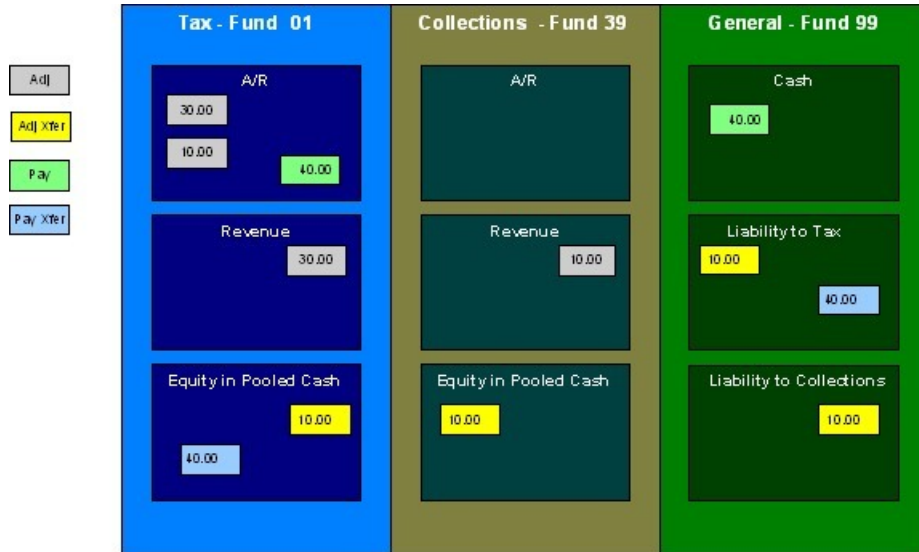 Tax - Fund 01
Collections - Fund 39
General - Fund 99
Adj
Adj Xfer
Pay
Pay Xfer
A/R
30.00
10.00
40.00
Revenue
30.00
Equity in Pooled Cash
10.00
40.00
A/R
Revenue
10.00
Equity in Pooled Cash
10.00
Cash
40.00
Liability to Tax
10.00
40.00
Liability to Collections
10.00